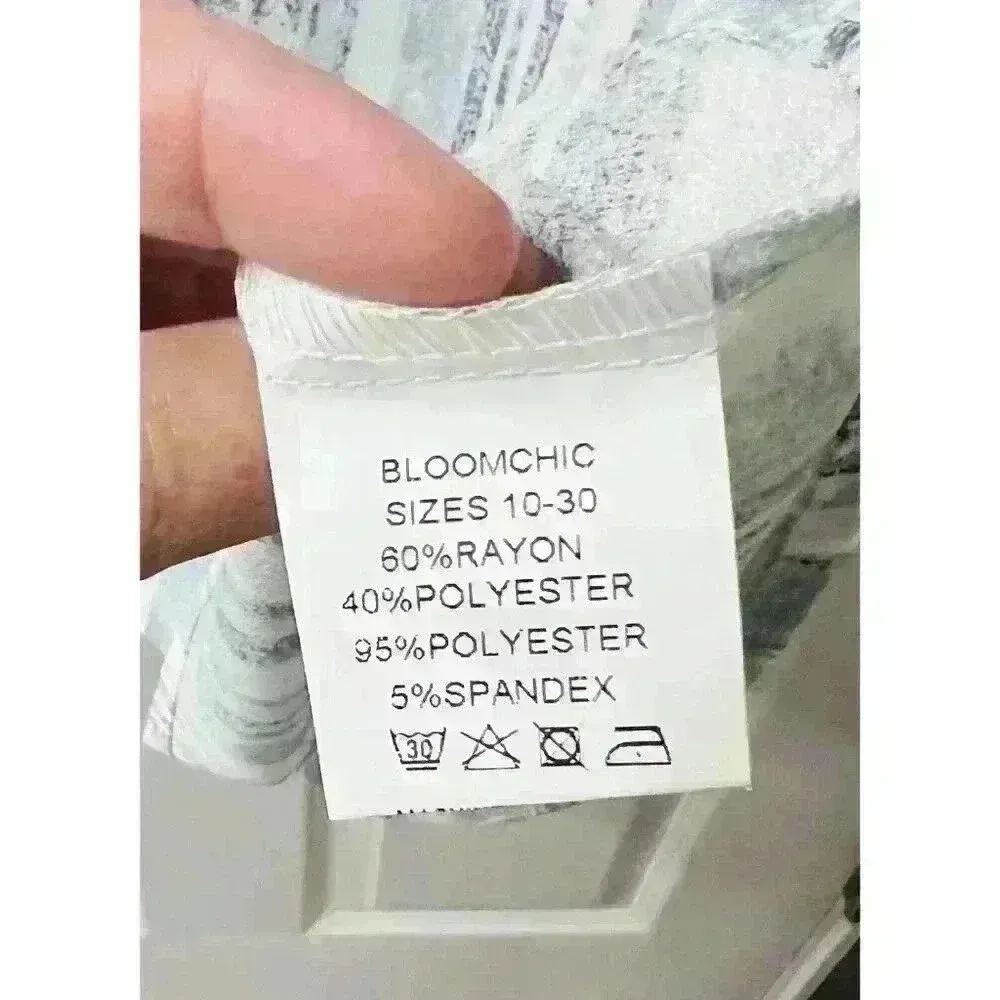 BLOOMCHIC
SIZES 10-30
60%RAYON
40%POLYESTER
95%POLYESTER
5%SPANDEX
30